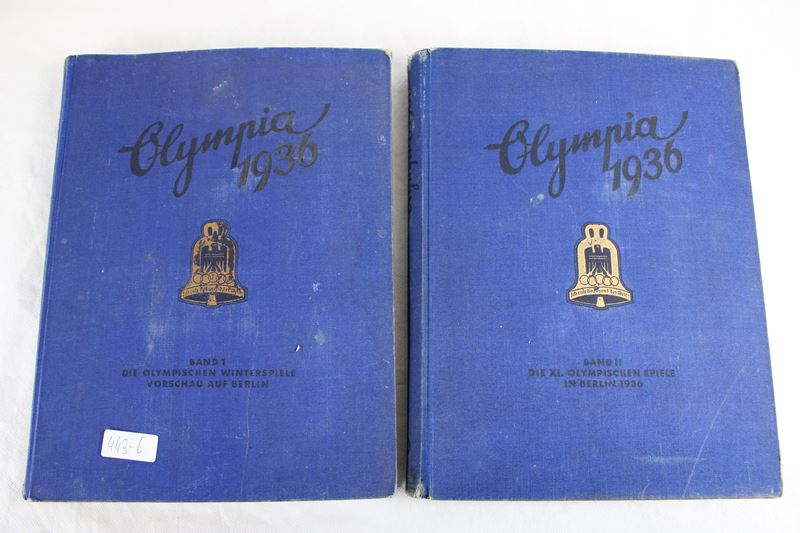 Olympia
1936
BAND I
DIE OLYMPISCHEN WINTERSPIELE
VORSCHAU AUF BERLIN
443-6
Olympia
1936
BAND II
DIE XI. OLYMPISCHEN SPIELE
IN BERLIN 1936